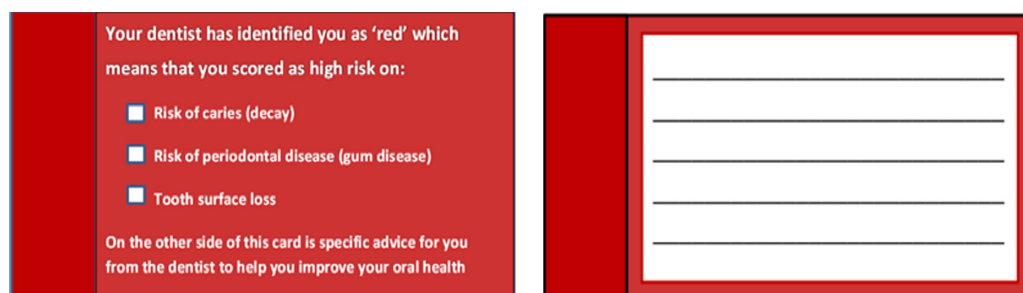 Your dentist has identified you as ‘red’ which
means that you scored as high risk on:
Risk of caries (decay)
Risk of periodontal disease (gum disease)
Tooth surface loss
On the other side of this card is specific advice for you
from the dentist to help you improve your oral health